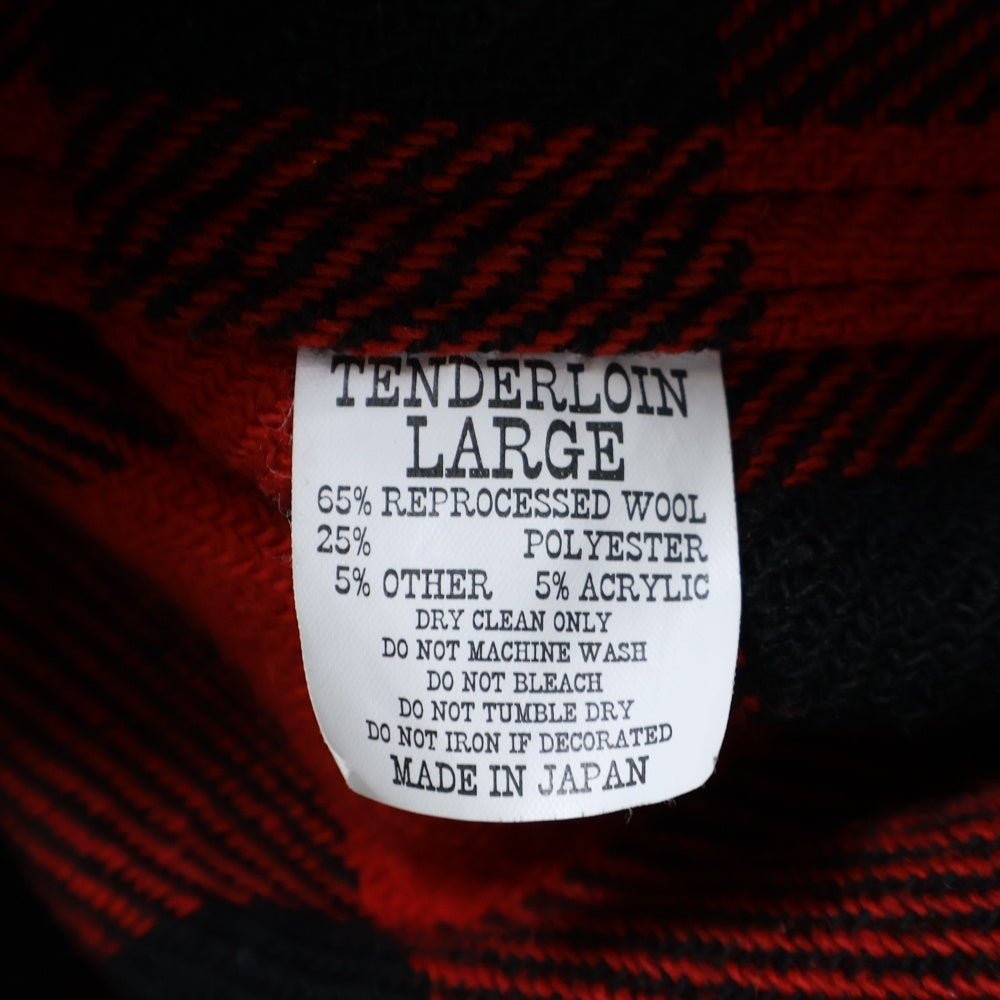 TENDERLOIN
LARGE
65% REPROCESSED WOOL
25% POLYESTER
5% OTHER 5% ACRYLIC
DRY CLEAN ONLY
DO NOT MACHINE WASH
DO NOT BLEACH
DO NOT TUMBLE DRY
DO NOT IRON IF DECORATED
MADE IN JAPAN